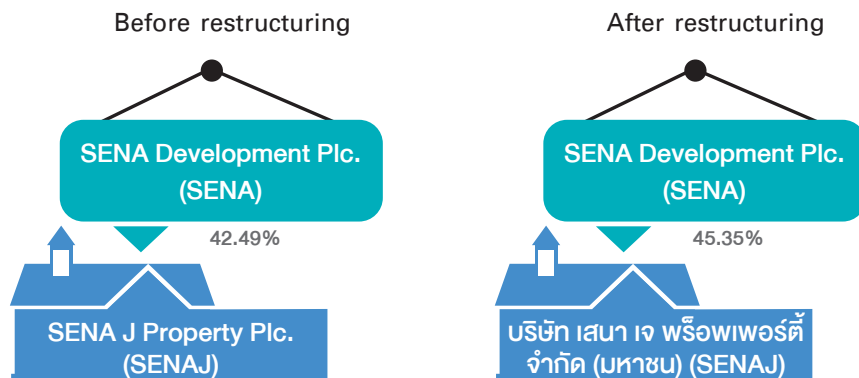 Before restructuring
After restructuring
SENA Development Plc.
(SENA)
SENA Development Plc.
(SENA)
42.49%
45.35%
SENA J Property Plc.
(SENAJ)
บริษัท เสนา เจ พร็อพเพอร์ตี้
จำกัด (มหาชน) (SENAJ)